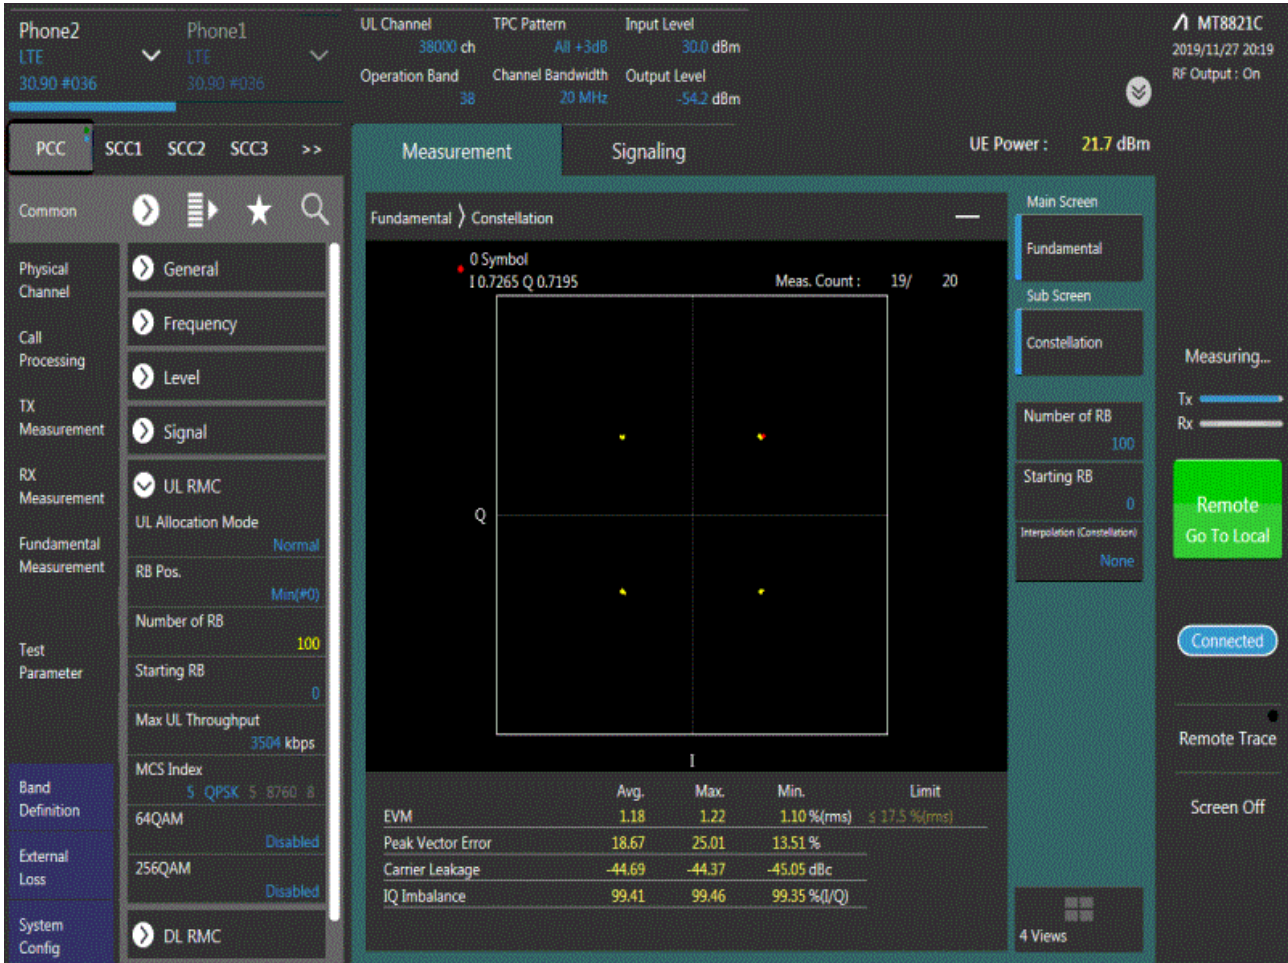 Phone2
LTE
30.90 #036
Phone1
LTE
30.90 #036
UL Channel
38000 ch
TPC Pattern
All +3dB
Input Level
30.0 dBm
Operation Band
38
Channel Bandwidth
20 MHz
Output Level
-54.2 dBm
MT8821C
2019/11/27 20:19
RF Output : On
PCC SCC1 SCC2 SCC3 >>
Measurement
Signaling
UE Power : 21.7 dBm
Common
Physical
Channel
Call
Processing
TX
Measurement
RX
Measurement
Fundamental
Measurement
Test
Parameter
Band
Definition
External
Loss
System
Config
General
Frequency
Level
Signal
UL RMC
UL Allocation Mode
Normal
RB Pos.
Min(#0)
Number of RB
100
Starting RB
0
Max UL Throughput
3504 kbps
MCS Index
5 QPSK 5 8760 8
64QAM
Disabled
256QAM
Disabled
DL RMC
Fundamental 〉 Constellation
0 Symbol
I 0.7265 Q 0.7195
Meas. Count : 19/ 20
Q
I
Avg. Max. Min. Limit
EVM 1.18 1.22 1.10 %(rms) ≤ 17.5 %(rms)
Peak Vector Error 18.67 25.01 13.51 %
Carrier Leakage -44.69 -44.37 -45.05 dBc
IQ Imbalance 99.41 99.46 99.35 %(I/Q)
Main Screen
Fundamental
Sub Screen
Constellation
Number of RB
100
Starting RB
0
Interpolation (Constellation)
None
4 Views
Measuring...
Tx
Rx
Remote
Go To Local
Connected
Remote Trace
Screen Off